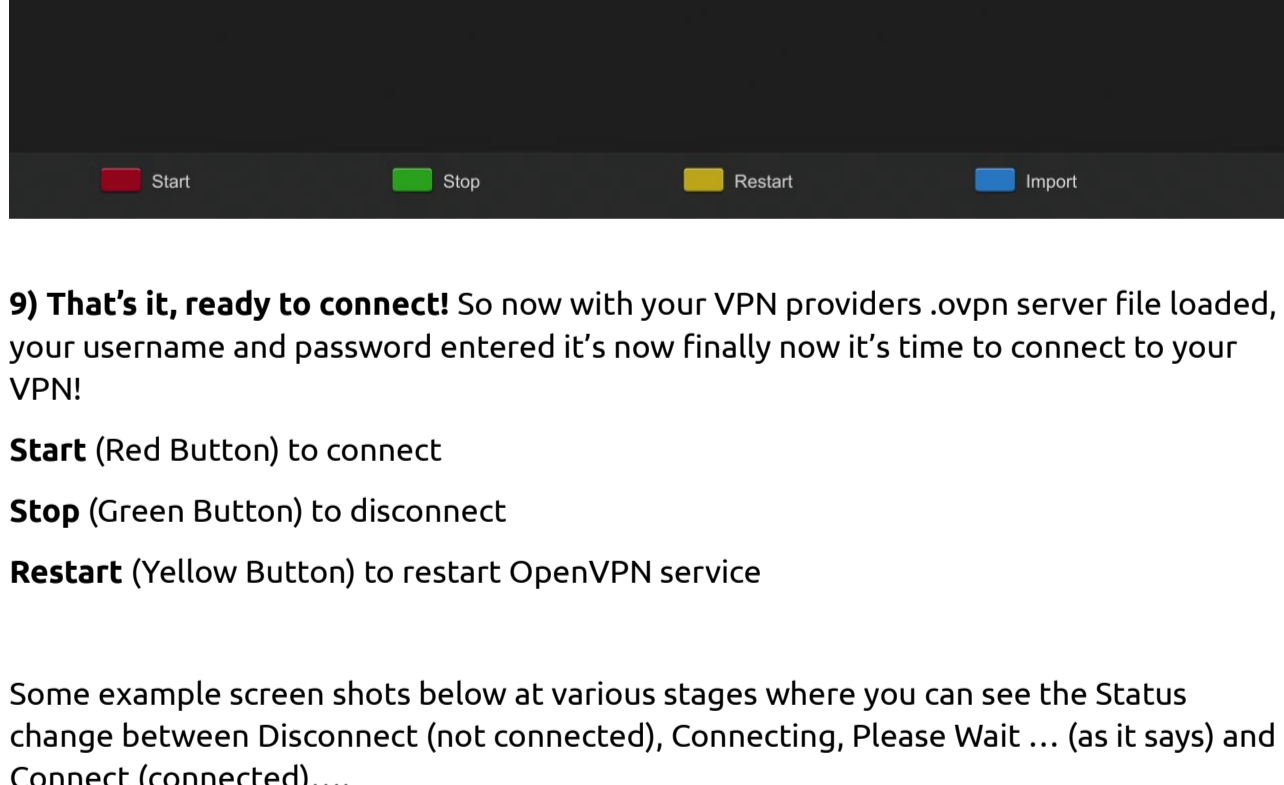 Start Stop Restart Import
9) That’s it, ready to connect! So now with your VPN providers .ovpn server file loaded,
your username and password entered it’s now finally now it’s time to connect to your
VPN!
Start (Red Button) to connect
Stop (Green Button) to disconnect
Restart (Yellow Button) to restart OpenVPN service
Some example screen shots below at various stages where you can see the Status
change between Disconnect (not connected), Connecting, Please Wait … (as it says) and
Connect (connected)….